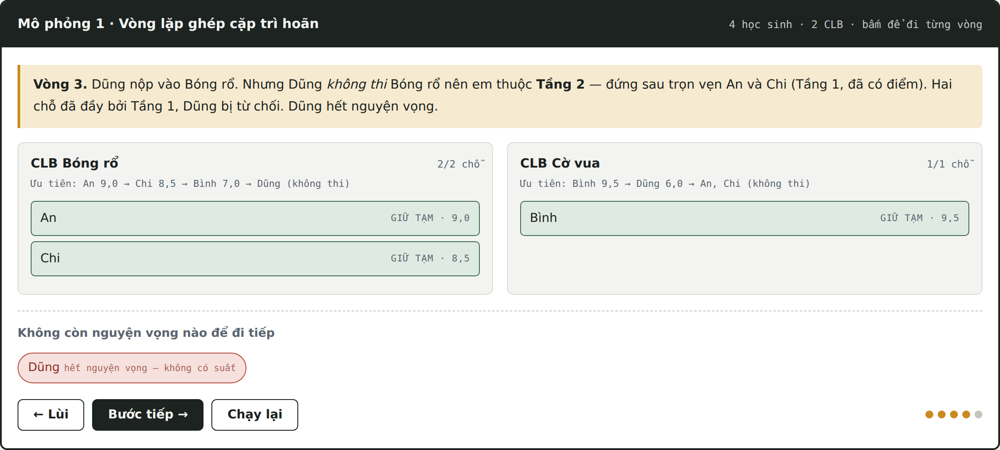 Mô phỏng 1 · Vòng lặp ghép cặp trì hoãn
4 học sinh · 2 CLB · bấm để đi từng vòng
Vòng 3. Dũng nộp vào Bóng rổ. Nhưng Dũng không thi Bóng rổ nên em thuộc Tầng 2 — đứng sau trọn vẹn An và Chi (Tầng 1, đã có điểm). Hai
chỗ đã đầy bởi Tầng 1, Dũng bị từ chối. Dũng hết nguyện vọng.
CLB Bóng rổ
2/2 chỗ
Ưu tiên: An 9,0 → Chi 8,5 → Bình 7,0 → Dũng (không thi)
An
GIỮ TẠM · 9,0
Chi
GIỮ TẠM · 8,5
CLB Cờ vua
1/1 chỗ
Ưu tiên: Bình 9,5 → Dũng 6,0 → An, Chi (không thi)
Bình
GIỮ TẠM · 9,5
Không còn nguyện vọng nào để đi tiếp
Dũng hết nguyện vọng — không có suất
← Lùi
Bước tiếp →
Chạy lại